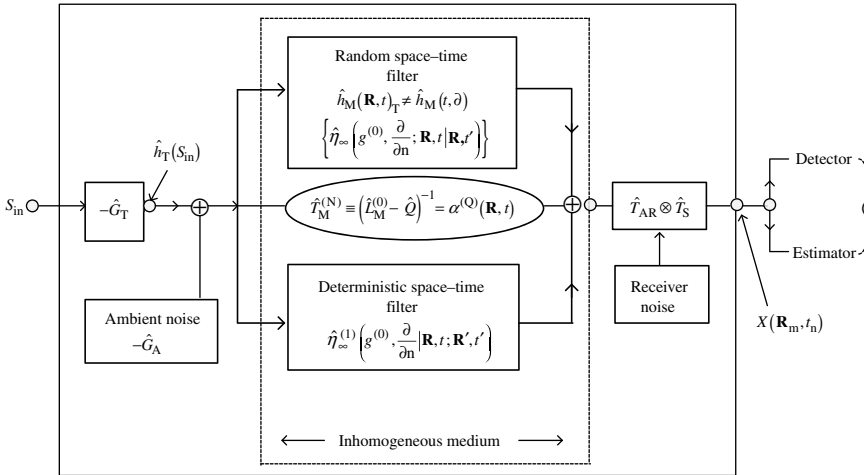 Random space–time
filter
ĥ_M(R, t)_T ≠ ĥ_M(t, ∂)
{η̂_∞(g^(0), ∂/∂n; R, t|R, t′)}
ĥ_T(S_in)
S_in
−Ĝ_T
T̂_M^(N) ≡ (L̂_M^(0) − Q̂)^−1 = α^(Q)(R, t)
T̂_AR ⊗ T̂_S
Detector
Estimator
Ambient noise
−Ĝ_A
Deterministic space–time
filter
η̂_∞^(1)(g^(0), ∂/∂n|R, t; R′, t′)
Receiver
noise
X(R_m, t_n)
Inhomogeneous medium